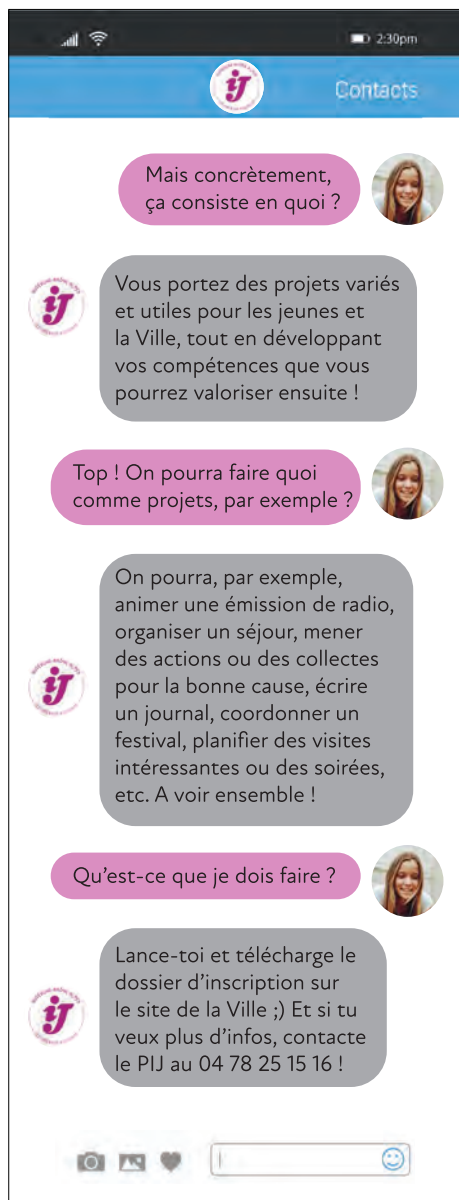 2:30pm
iJ
Contacts
Mais concrètement,
ça consiste en quoi ?
iJ
Vous portez des projets variés
et utiles pour les jeunes et
la Ville, tout en développant
vos compétences que vous
pourrez valoriser ensuite !
Top ! On pourra faire quoi
comme projets, par exemple ?
iJ
On pourra, par exemple,
animer une émission de radio,
organiser un séjour, mener
des actions ou des collectes
pour la bonne cause, écrire
un journal, coordonner un
festival, planifier des visites
intéressantes ou des soirées,
etc. A voir ensemble !
Qu’est-ce que je dois faire ?
iJ
Lance-toi et télécharge le
dossier d’inscription sur
le site de la Ville ;) Et si tu
veux plus d’infos, contacte
le PIJ au 04 78 25 15 16 !